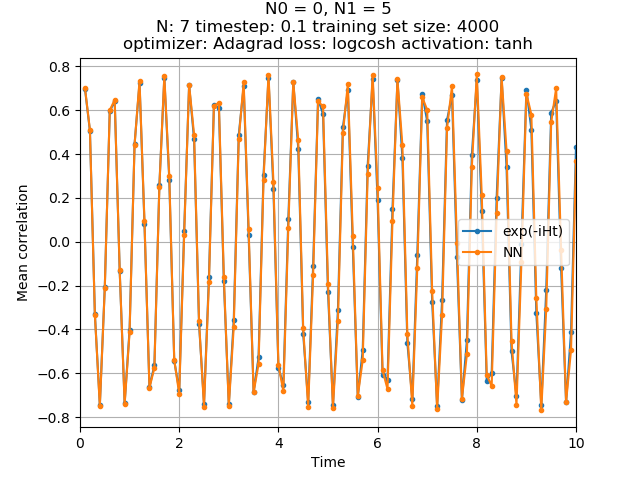 N0 = 0, N1 = 5
N: 7 timestep: 0.1 training set size: 4000
optimizer: Adagrad loss: logcosh activation: tanh
0.8
0.6
0.4
0.2
0.0
−0.2
−0.4
−0.6
−0.8
Mean correlation
exp(-iHt)
NN
0 2 4 6 8 10
Time